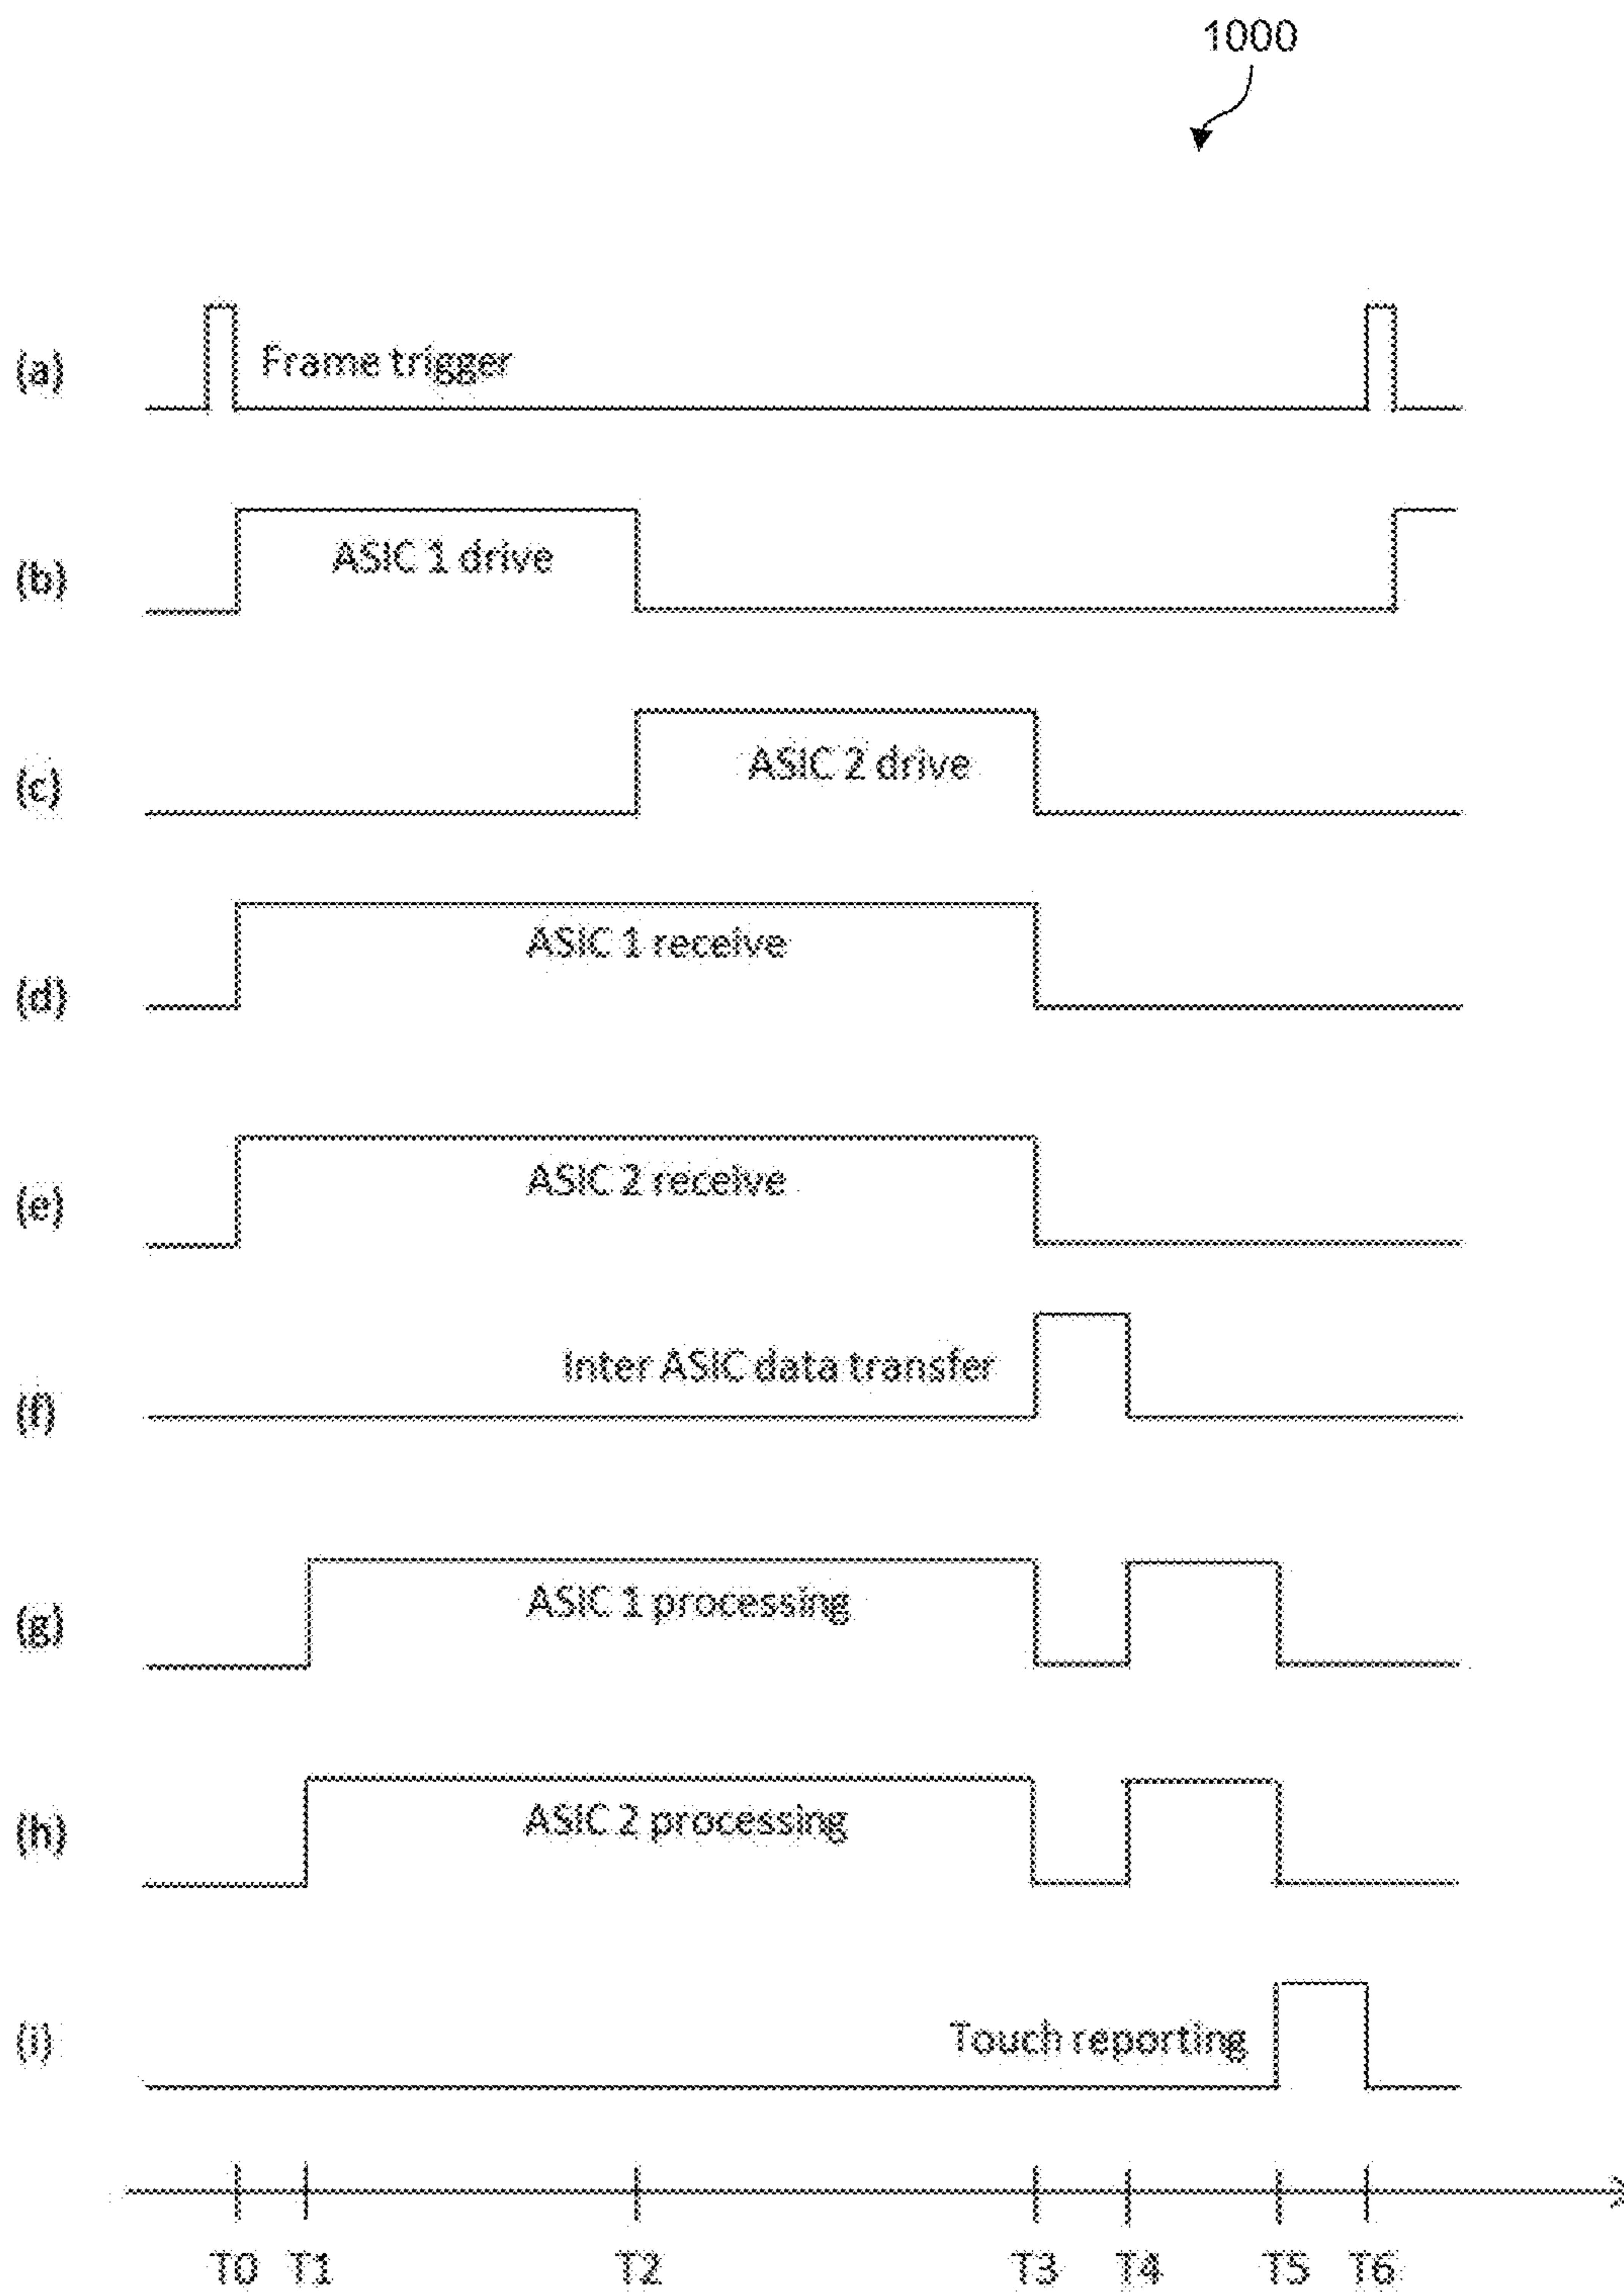 1000
(a)
Frame trigger
(b)
ASIC 1 drive
(c)
ASIC 2 drive
(d)
ASIC 1 receive
(e)
ASIC 2 receive
(f)
Inter ASIC data transfer
(g)
ASIC 1 processing
(h)
ASIC 2 processing
(i)
Touch reporting
T0 T1 T2 T3 T4 T5 T6